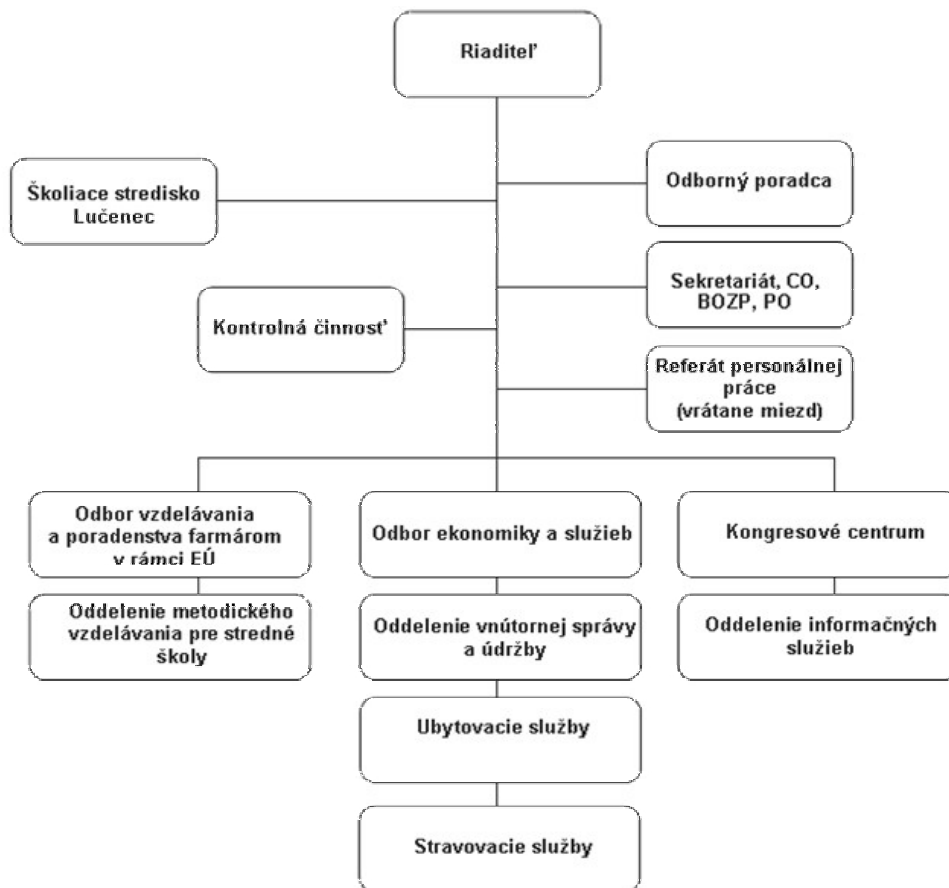 Riaditeľ
Školiace stredisko
Lučenec
Odborný poradca
Sekretariát, CO,
BOZP, PO
Kontrolná činnosť
Referát personálnej
práce
(vrátane miezd)
Odbor vzdelávania
a poradenstva farmárom
v rámci EÚ
Odbor ekonomiky a služieb
Kongresové centrum
Oddelenie metodického
vzdelávania pre stredné
školy
Oddelenie vnútornej správy
a údržby
Oddelenie informačných
služieb
Ubytovacie služby
Stravovacie služby